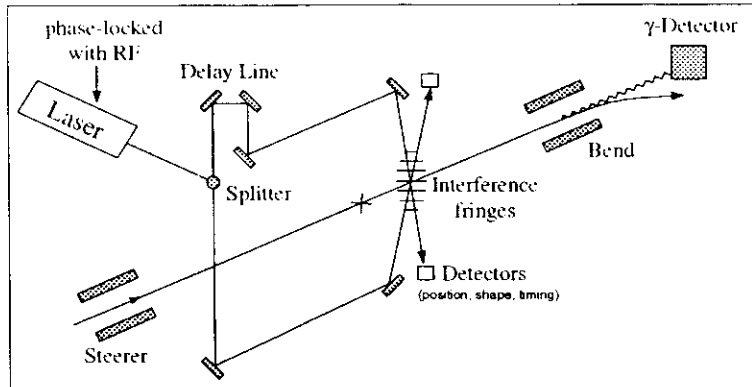 phase-locked
with RF
Laser
Delay Line
Splitter
Steerer
Interference
fringes
Detectors
(position, shape, timing)
γ-Detector
Bend